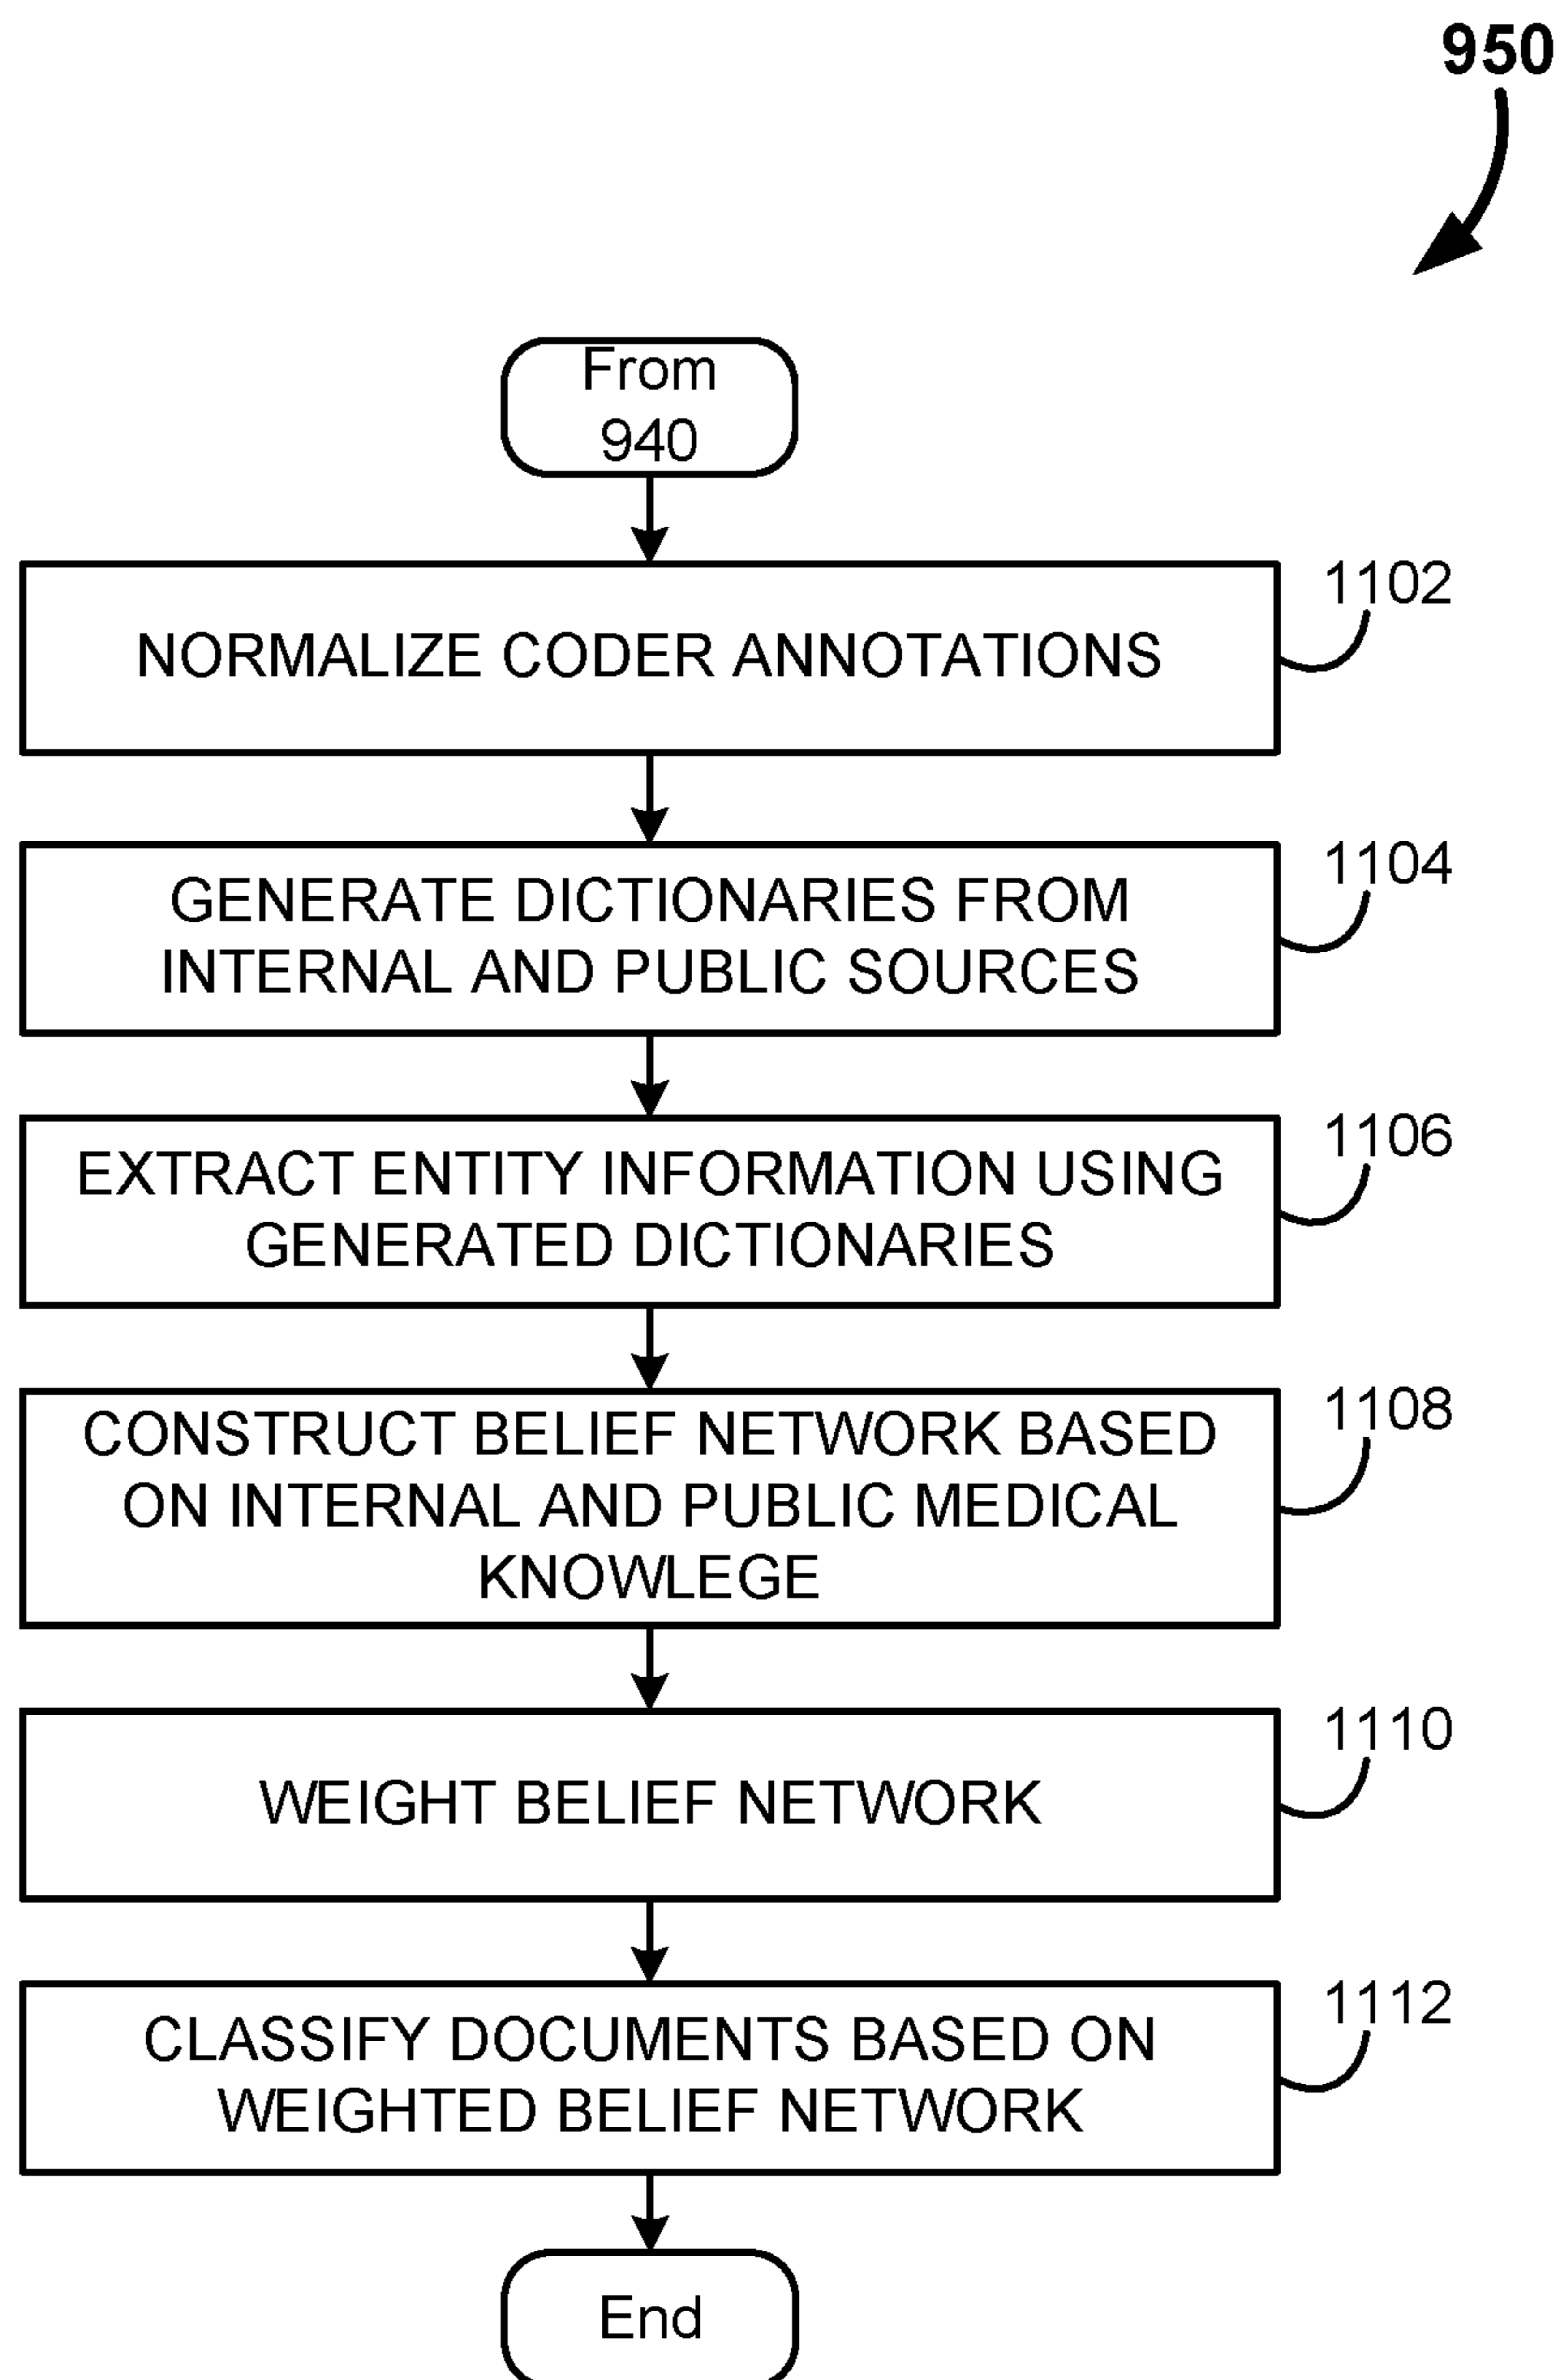 950
From
940
1102
NORMALIZE CODER ANNOTATIONS
1104
GENERATE DICTIONARIES FROM
INTERNAL AND PUBLIC SOURCES
1106
EXTRACT ENTITY INFORMATION USING
GENERATED DICTIONARIES
1108
CONSTRUCT BELIEF NETWORK BASED
ON INTERNAL AND PUBLIC MEDICAL
KNOWLEGE
1110
WEIGHT BELIEF NETWORK
1112
CLASSIFY DOCUMENTS BASED ON
WEIGHTED BELIEF NETWORK
End